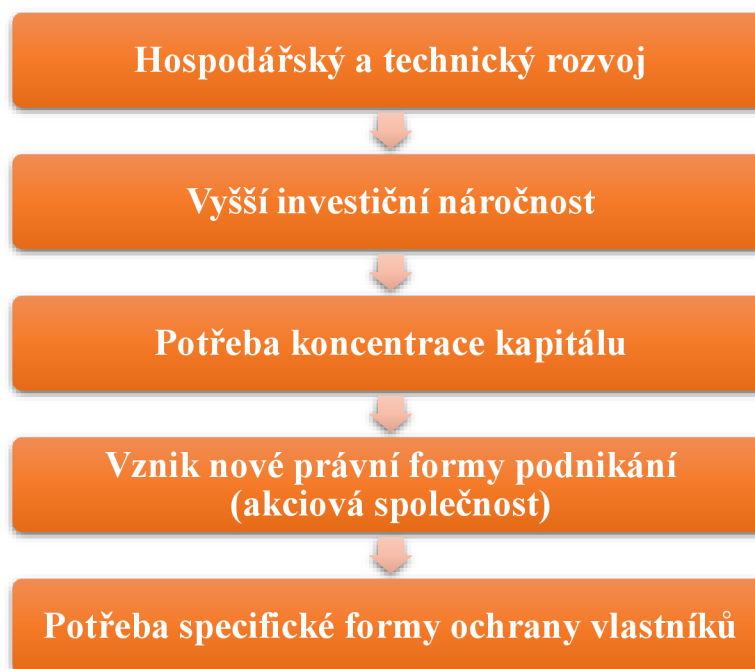 Hospodářský a technický rozvoj
Vyšší investiční náročnost
Potřeba koncentrace kapitálu
Vznik nové právní formy podnikání
(akciová společnost)
Potřeba specifické formy ochrany vlastníků